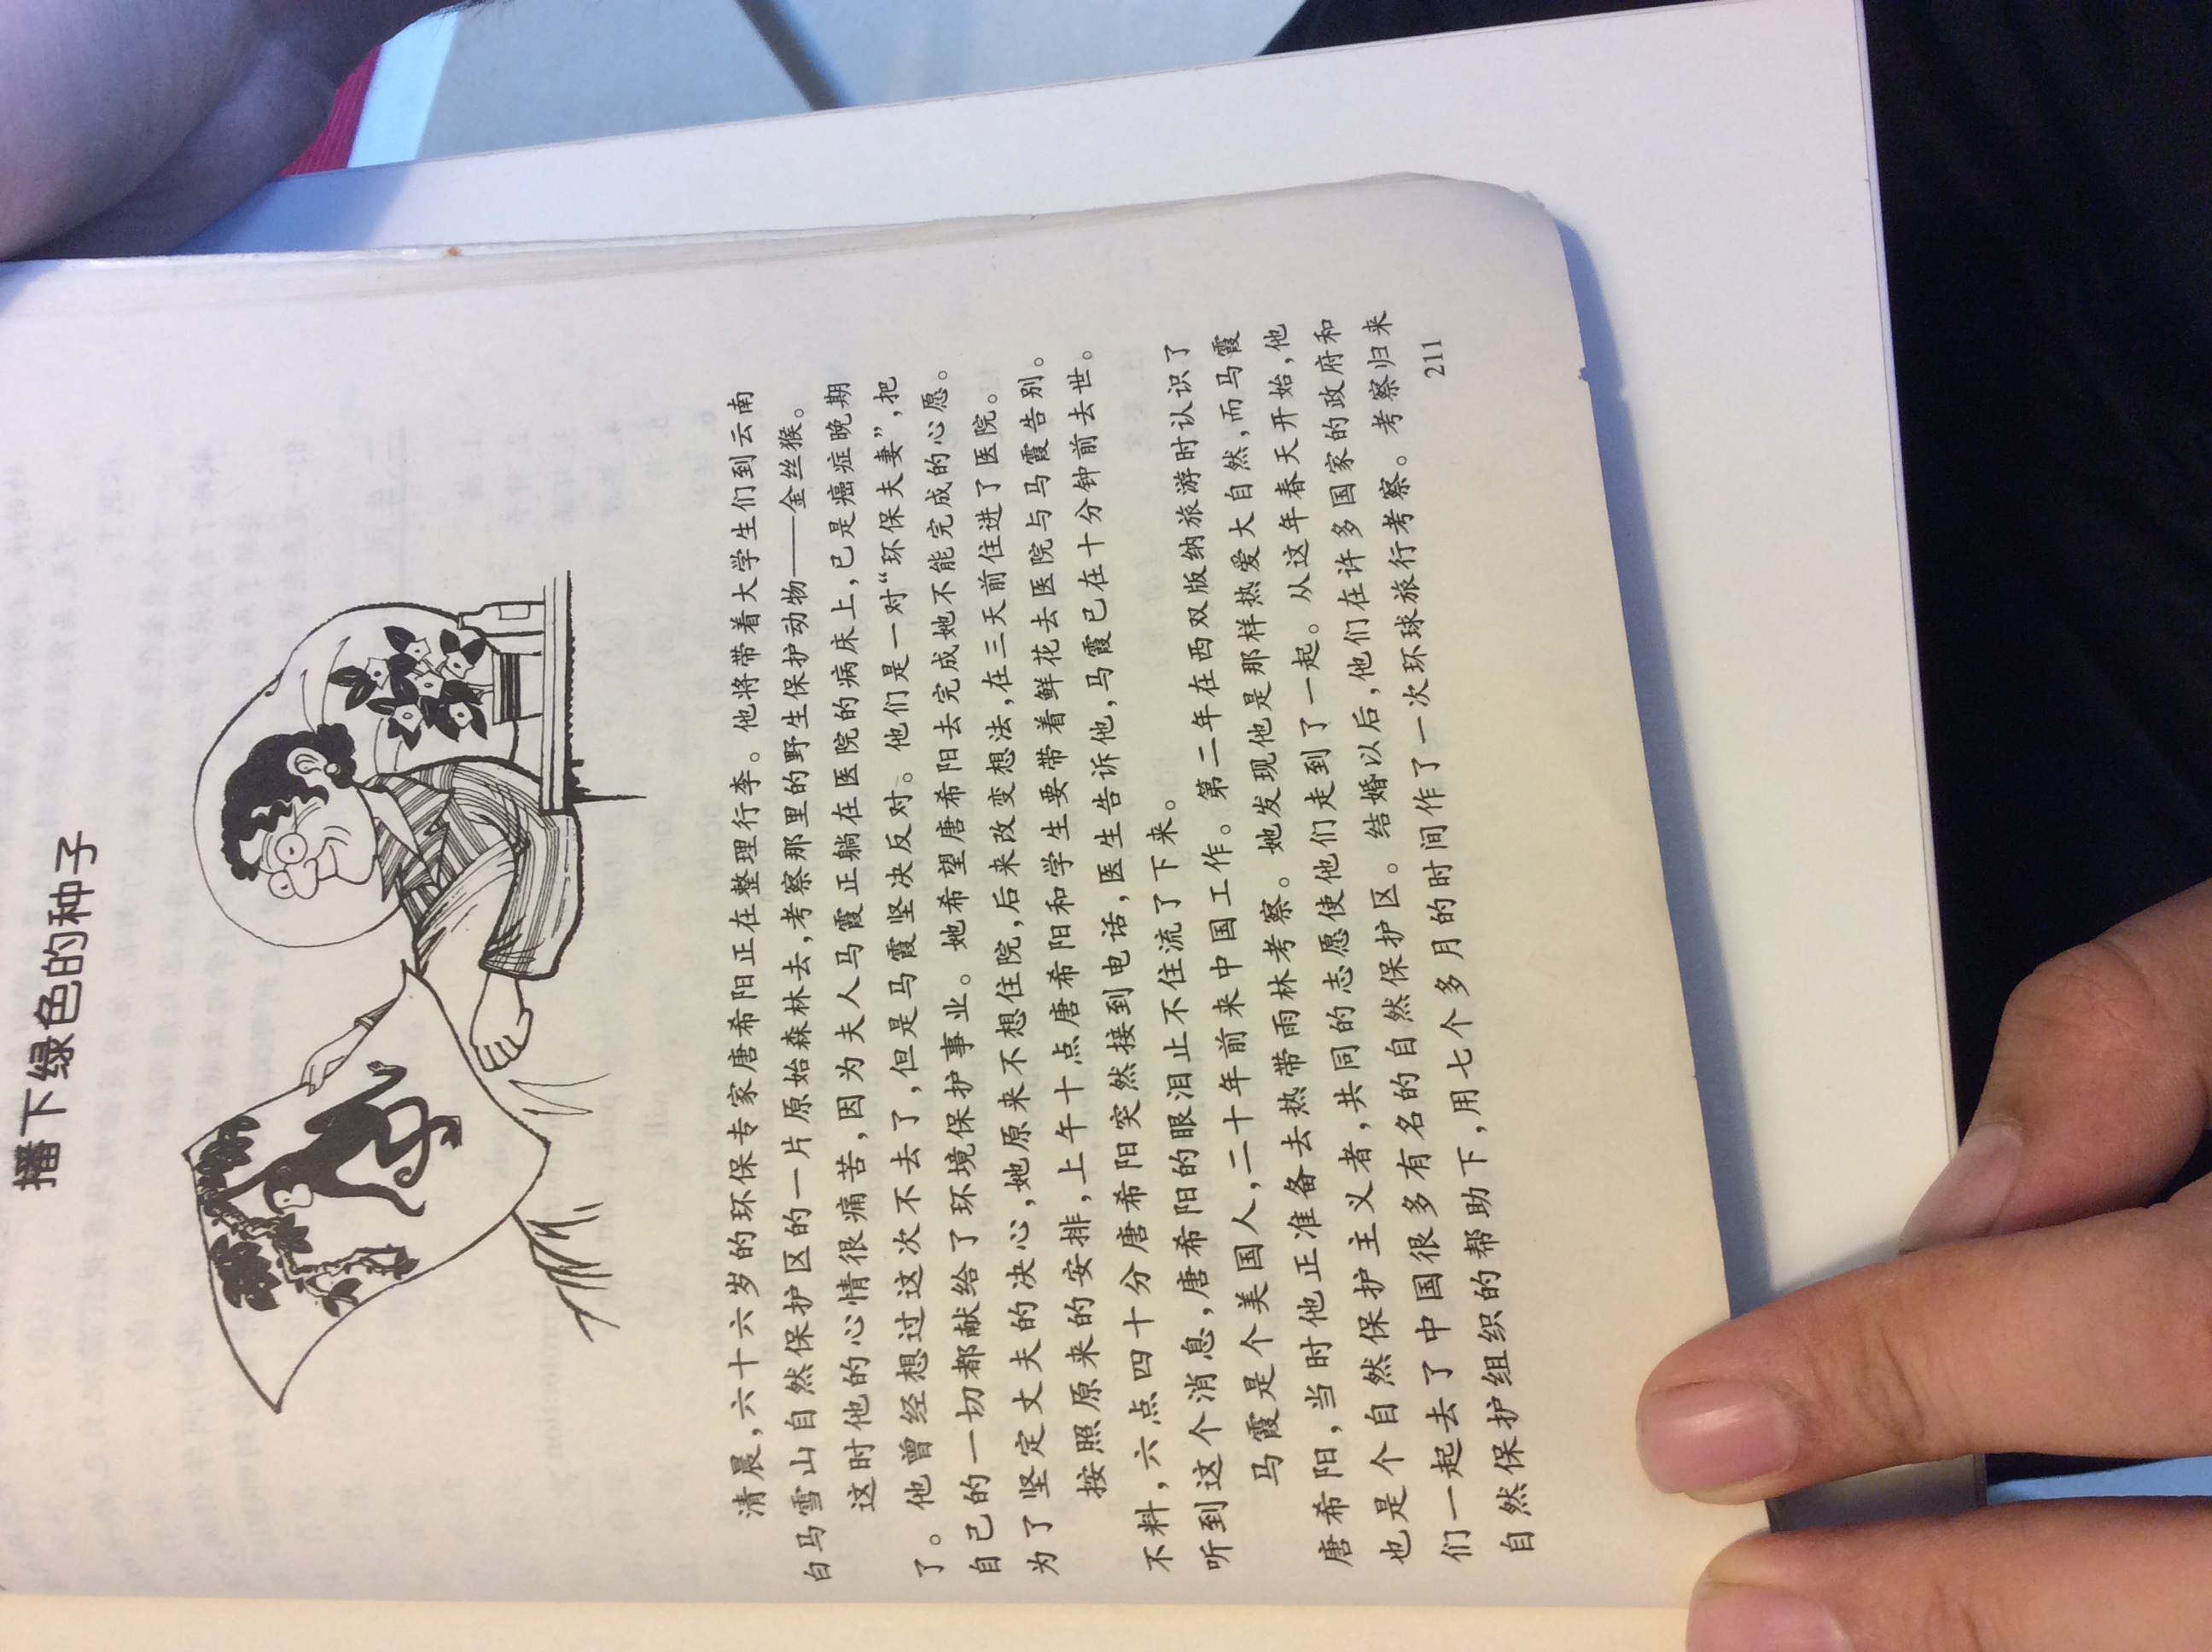 播下绿色的种子
清晨，六十六岁的环保专家唐希阳正在整理行李。他将带着大学生们到云南
白马雪山自然保护区的一片原始森林去，考察那里的野生保护动物——金丝猴。
这时他的心情很痛苦，因为夫人马霞正躺在医院的病床上，已是癌症晚期
了。他曾经想过这次不去了，但是马霞坚决反对。他们是一对“环保夫妻”，把
自己的一切都献给了环境保护事业。她希望唐希阳去完成她不能完成的心愿。
为了坚定丈夫的决心，她原来不想住院，后来改变想法，在三天前住进了医院。
按照原来的安排，上午十点唐希阳和学生要带着鲜花去医院与马霞告别。
不料，六点四十分唐希阳突然接到电话，医生告诉他，马霞已在十分钟前去世。
听到这个消息，唐希阳的眼泪止不住流了下来。
马霞是个美国人，二十年前来中国工作。第二年在西双版纳旅游时认识了
唐希阳，当时他正准备去热带雨林考察。她发现他是那样热爱大自然，而马霞
也是个自然保护主义者，共同的志愿使他们走到了一起。从这年春天开始，他
们一起去了中国很多有名的自然保护区。结婚以后，他们在许多国家的政府和
自然保护组织的帮助下，用七个多月的时间作了一次环球旅行考察。考察归来
211